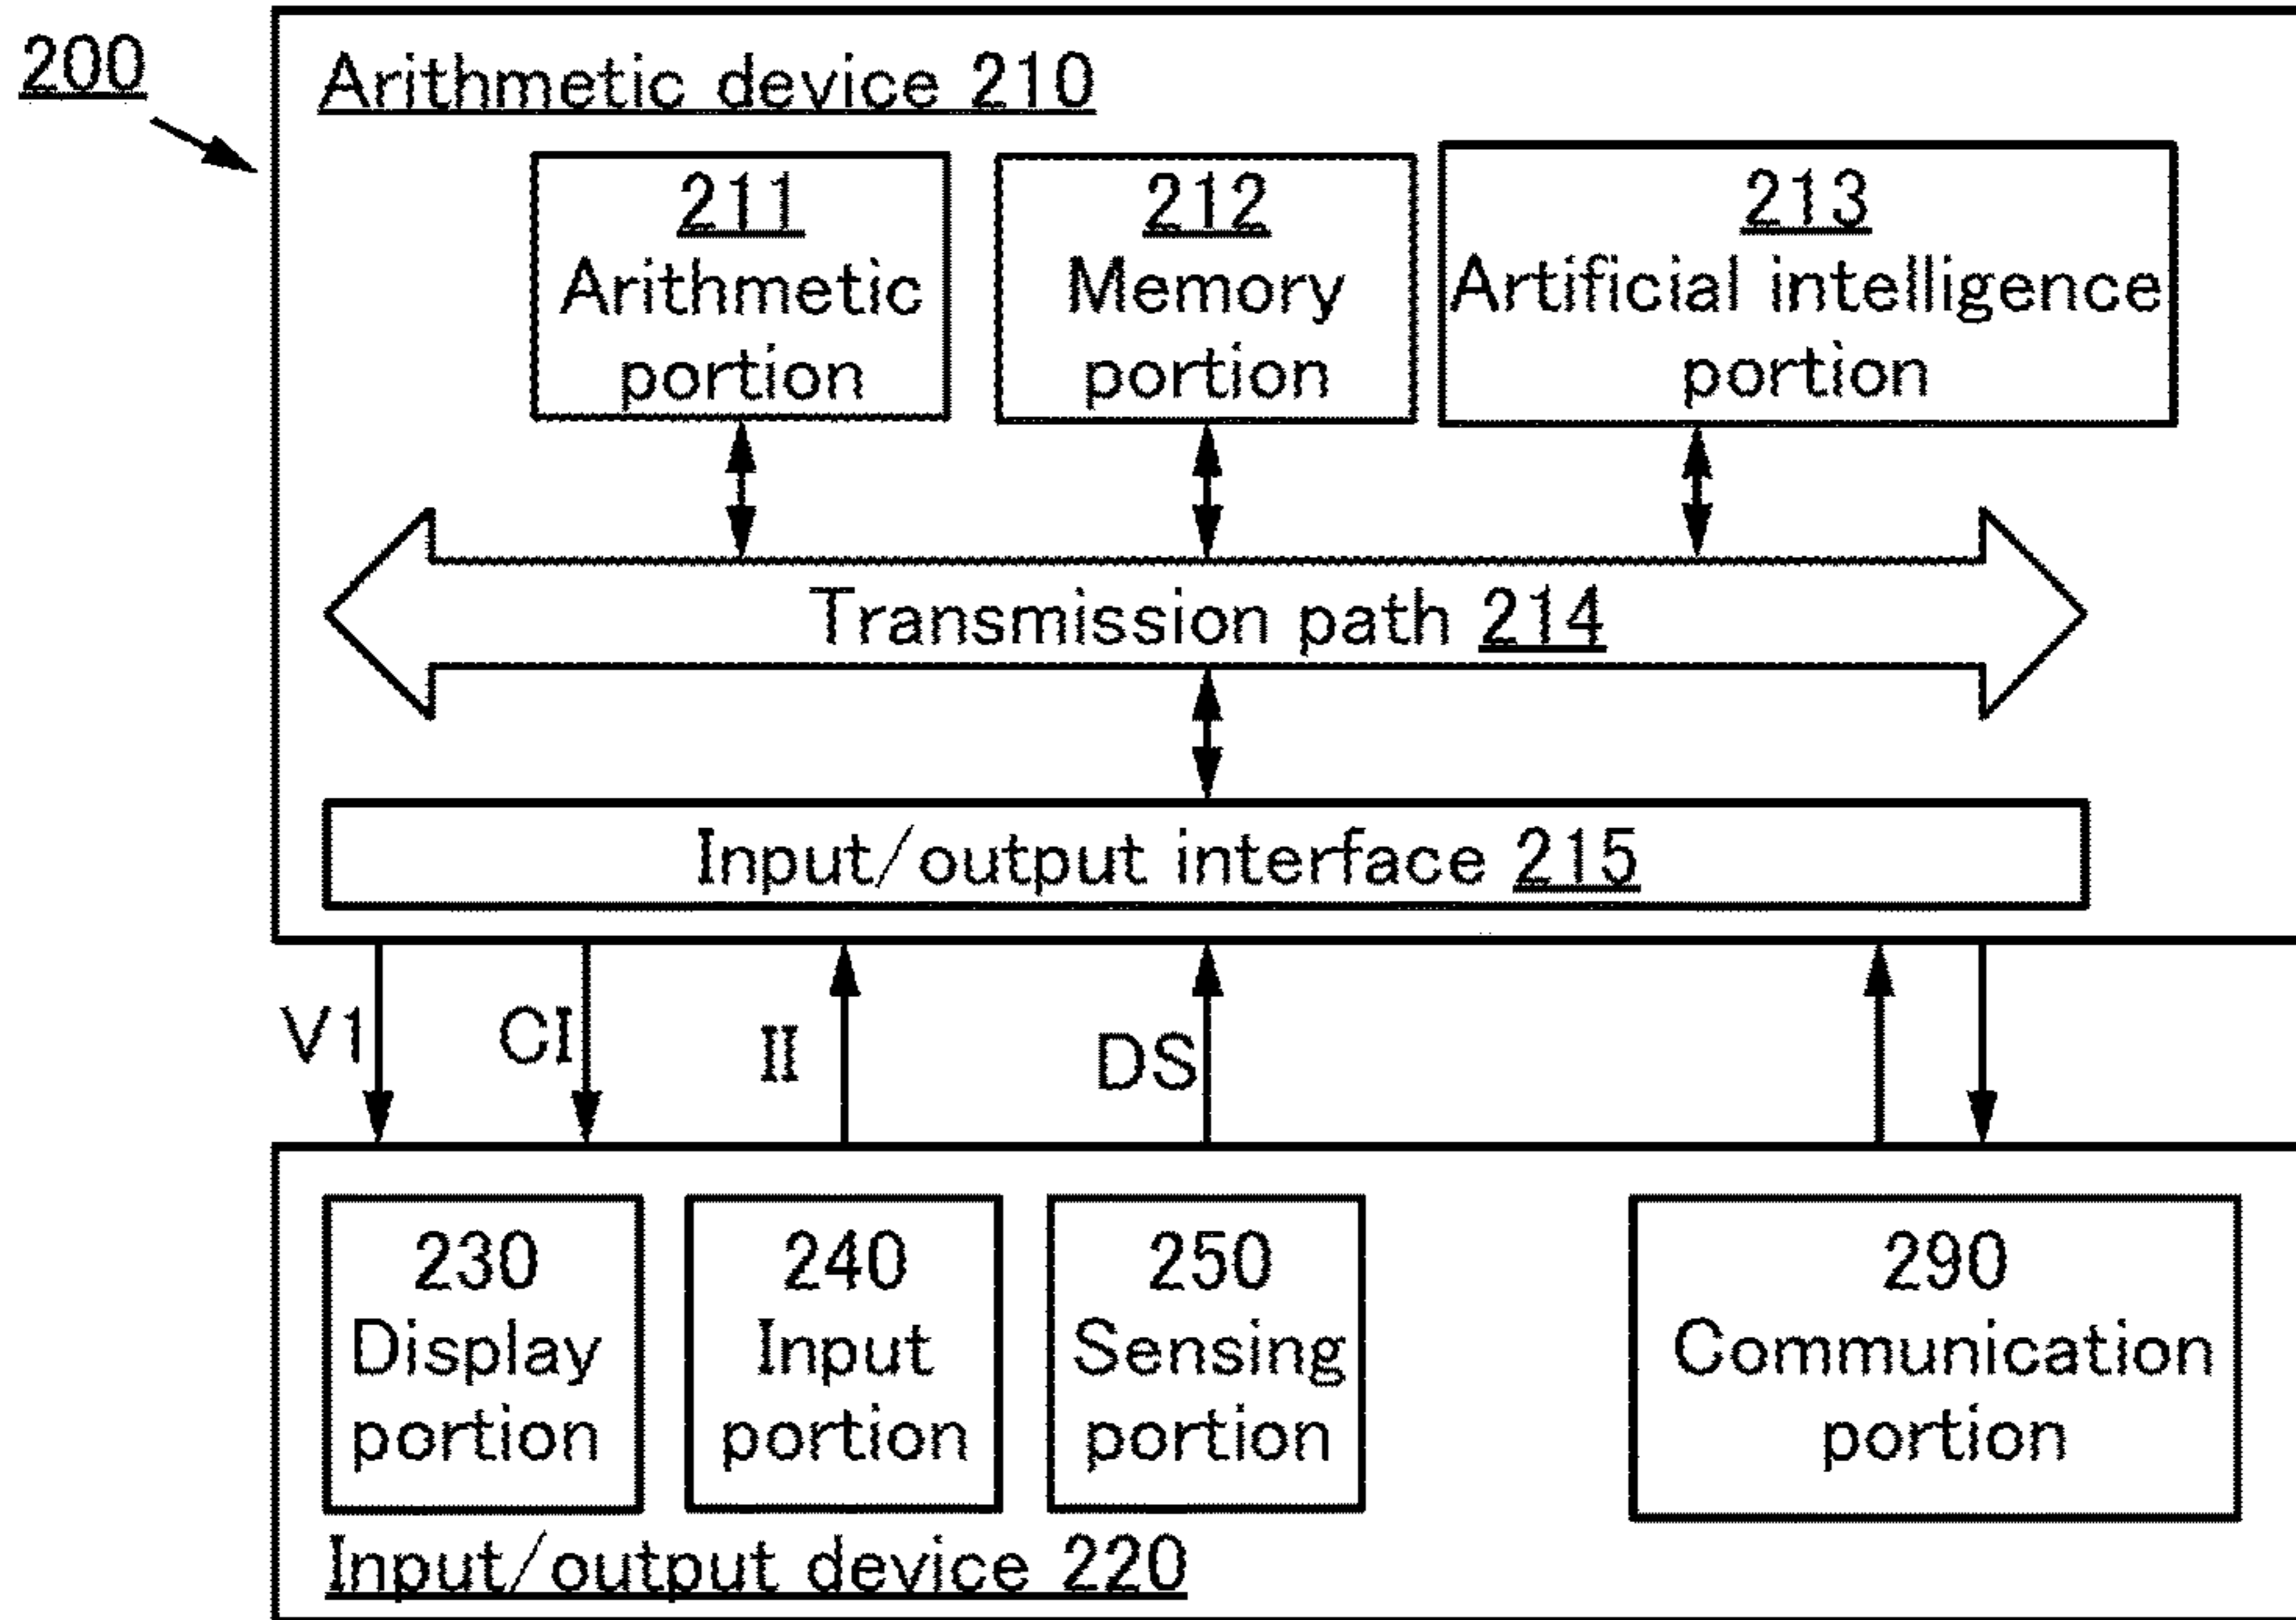 200
Arithmetic device 210
211
Arithmetic
portion
212
Memory
portion
213
Artificial intelligence
portion
Transmission path 214
Input/output interface 215
V1
CI
II
DS
230
Display
portion
240
Input
portion
250
Sensing
portion
290
Communication
portion
Input/output device 220